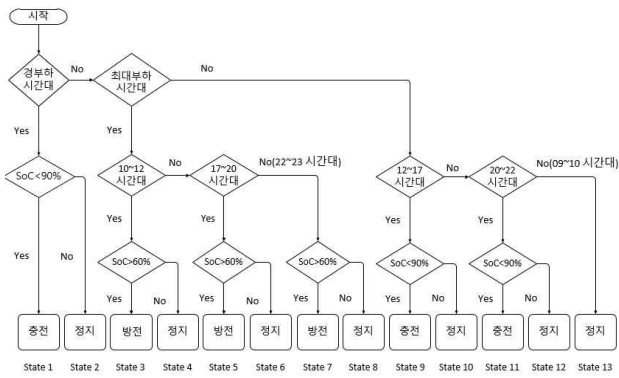 시작
경부하
시간대
No
최대부하
시간대
No
Yes
Yes
SoC<90%
10~12
시간대
No
17~20
시간대
No(22~23 시간대)
12~17
시간대
No
20~22
시간대
No(09~10 시간대)
Yes
Yes
Yes
Yes
Yes
No
SoC>60%
SoC>60%
SoC>60%
SoC<90%
SoC<90%
Yes
No
Yes
No
Yes
No
Yes
No
Yes
No
충전
정지
방전
정지
방전
정지
방전
정지
충전
정지
충전
정지
정지
State 1
State 2
State 3
State 4
State 5
State 6
State 7
State 8
State 9
State 10
State 11
State 12
State 13